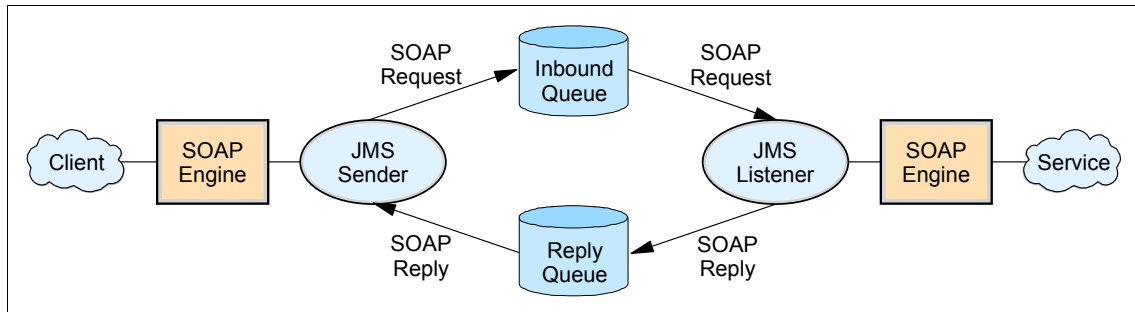 SOAP
Request
Inbound
Queue
SOAP
Request
Client
SOAP
Engine
JMS
Sender
JMS
Listener
SOAP
Engine
Service
SOAP
Reply
Reply
Queue
SOAP
Reply